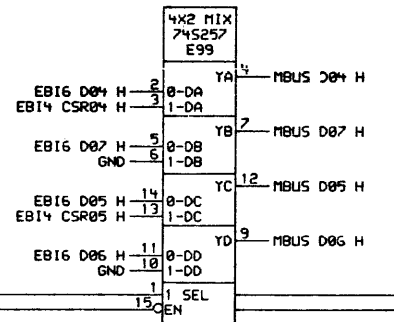 4X2 MIX
74S257
E99
YA 4 MBUS D04 H
EBI6 D04 H 2 0-DA
EBI4 CSR04 H 3 1-DA
YB 7 MBUS D07 H
EBI6 D07 H 5 0-DB
GND 6 1-DB
YC 12 MBUS D05 H
EBI6 D05 H 14 0-DC
EBI4 CSR05 H 13 1-DC
YD 9 MBUS D06 H
EBI6 D06 H 11 0-DD
GND 10 1-DD
1 1 SEL
15 EN